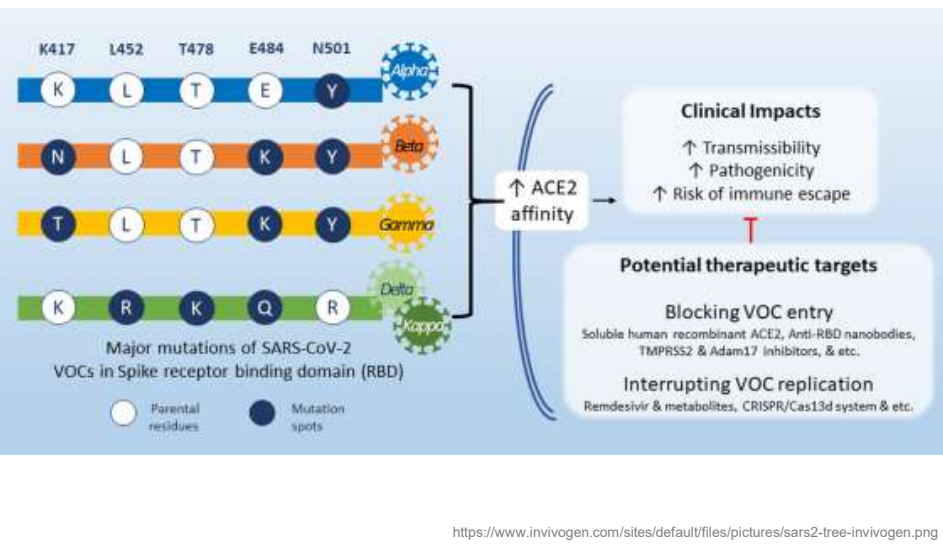 K417 L452 T478 E484 N501
K L T E Y Alpha
N L T K Y Beta
T L T K Y Gamma
K R K Q R Delta
Kappa
Major mutations of SARS-CoV-2
VOCs in Spike receptor binding domain (RBD)
Parental
residues
Mutation
spots
↑ ACE2
affinity
Clinical Impacts
↑ Transmissibility
↑ Pathogenicity
↑ Risk of immune escape
Potential therapeutic targets
Blocking VOC entry
Soluble human recombinant ACE2, Anti-RBD nanobodies,
TMPRSS2 & Adam17 inhibitors, & etc.
Interrupting VOC replication
Remdesivir & metabolites, CRISPR/Cas13d system & etc.
https://www.invivogen.com/sites/default/files/pictures/sars2-tree-invivogen.png